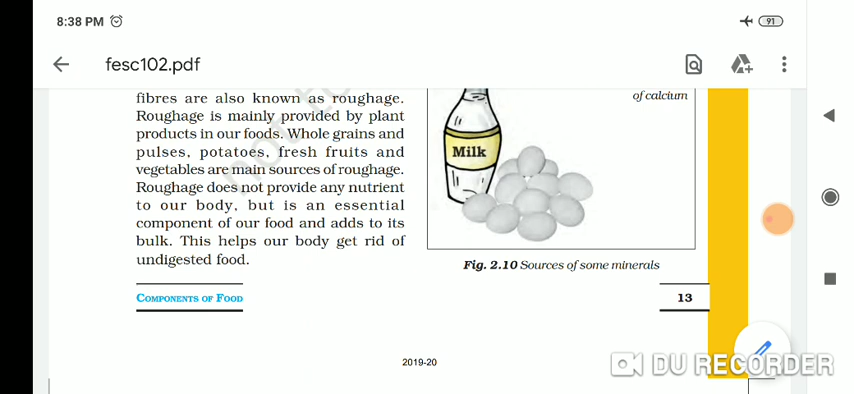 8:38 PM
91
fesc102.pdf
fibres are also known as roughage.
Roughage is mainly provided by plant
products in our foods. Whole grains and
pulses, potatoes, fresh fruits and
vegetables are main sources of roughage.
Roughage does not provide any nutrient
to our body, but is an essential
component of our food and adds to its
bulk. This helps our body get rid of
undigested food.
of calcium
Milk
Fig. 2.10 Sources of some minerals
COMPONENTS OF FOOD
13
2019-20
DU RECORDER